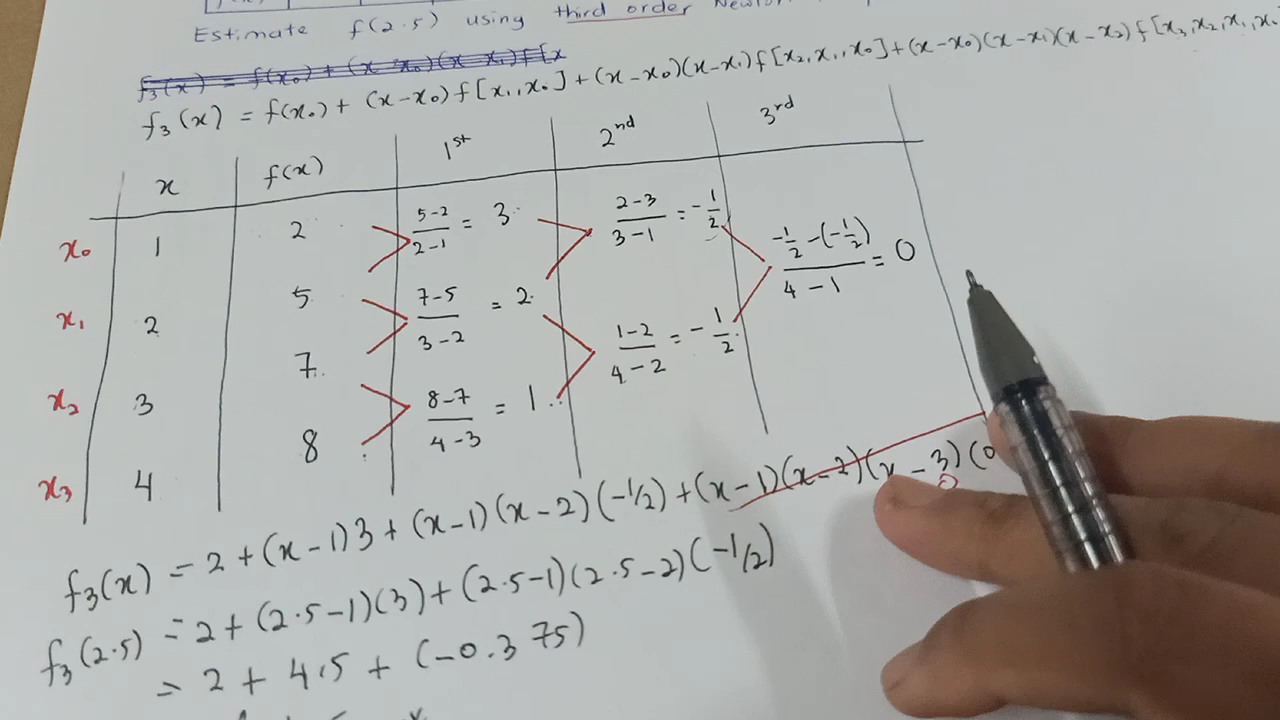 Estimate f(2.5) using third order
f₃(x) = f(x₀) + (x-x₀)(x-x₁) f[x
f₃(x) = f(x₀) + (x-x₀) f[x₁,x₀] + (x-x₀)(x-x₁) f[x₂,x₁,x₀] + (x-x₀)(x-x₁)(x-x₂) f[x₃,x₂,x₁,x₀
x f(x) 1st 2nd 3rd
x₀ 1 2 5-2/2-1 = 3 2-3/3-1 = -1/2 -1/2-(-1/2)/4-1 = 0
x₁ 2 5 7-5/3-2 = 2 1-2/4-2 = -1/2
x₂ 3 7 8-7/4-3 = 1
x₃ 4 8
f₃(x) = 2 + (x-1)3 + (x-1)(x-2)(-1/2) + (x-1)(x-2)(x-3)(0
0
f₃(2.5) = 2 + (2.5-1)(3) + (2.5-2)(2.5-1)(-1/2)
= 2 + 4.5 + (-0.375)